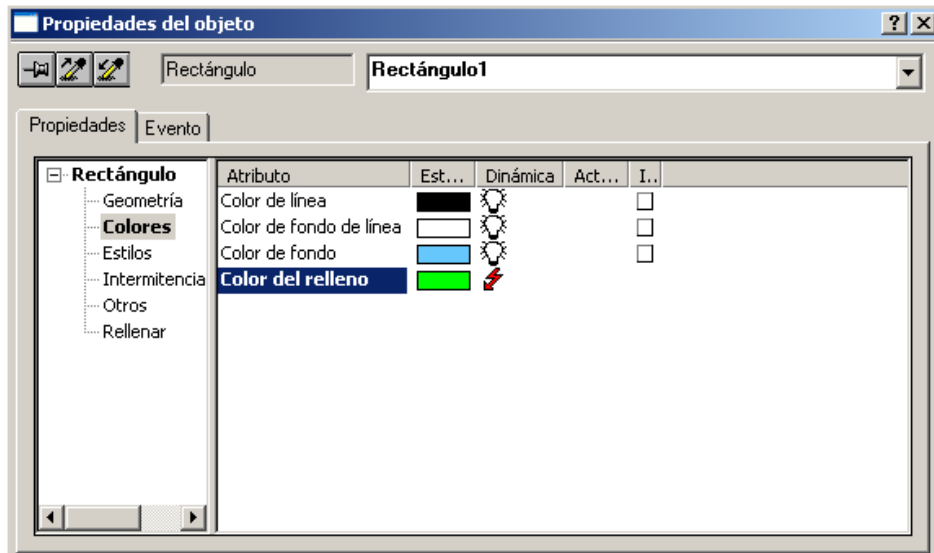 Propiedades del objeto
Rectángulo Rectángulo1
Propiedades Evento
Rectángulo
Geometría
Colores
Estilos
Intermitencia
Otros
Rellenar
Atributo Est... Dinámica Act... I..
Color de línea
Color de fondo de línea
Color de fondo
Color del relleno